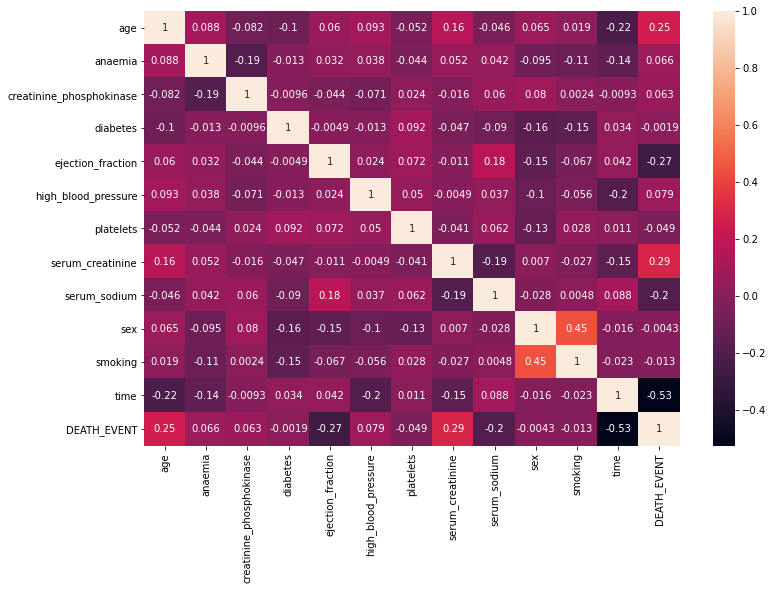 age 1 0.088 -0.082 -0.1 0.06 0.093 -0.052 0.16 -0.046 0.065 0.019 -0.22 0.25
anaemia 0.088 1 -0.19 -0.013 0.032 0.038 -0.044 0.052 0.042 -0.095 -0.11 -0.14 0.066
creatinine_phosphokinase -0.082 -0.19 1 -0.0096 -0.044 -0.071 0.024 -0.016 0.06 0.08 0.0024 -0.0093 0.063
diabetes -0.1 -0.013 -0.0096 1 -0.0049 -0.013 0.092 -0.047 -0.09 -0.16 -0.15 0.034 -0.0019
ejection_fraction 0.06 0.032 -0.044 -0.0049 1 0.024 0.072 -0.011 0.18 -0.15 -0.067 0.042 -0.27
high_blood_pressure 0.093 0.038 -0.071 -0.013 0.024 1 0.05 -0.0049 0.037 -0.1 -0.056 -0.2 0.079
platelets -0.052 -0.044 0.024 0.092 0.072 0.05 1 -0.041 0.062 -0.13 0.028 0.011 -0.049
serum_creatinine 0.16 0.052 -0.016 -0.047 -0.011 -0.0049 -0.041 1 -0.19 0.007 -0.027 -0.15 0.29
serum_sodium -0.046 0.042 0.06 -0.09 0.18 0.037 0.062 -0.19 1 -0.028 0.0048 0.088 -0.2
sex 0.065 -0.095 0.08 -0.16 -0.15 -0.1 -0.13 0.007 -0.028 1 0.45 -0.016 -0.0043
smoking 0.019 -0.11 0.0024 -0.15 -0.067 -0.056 0.028 -0.027 0.0048 0.45 1 -0.023 -0.013
time -0.22 -0.14 -0.0093 0.034 0.042 -0.2 0.011 -0.15 0.088 -0.016 -0.023 1 -0.53
DEATH_EVENT 0.25 0.066 0.063 -0.0019 -0.27 0.079 -0.049 0.29 -0.2 -0.0043 -0.013 -0.53 1
age
anaemia
creatinine_phosphokinase
diabetes
ejection_fraction
high_blood_pressure
platelets
serum_creatinine
serum_sodium
sex
smoking
time
DEATH_EVENT
1.0
0.8
0.6
0.4
0.2
0.0
−0.2
−0.4